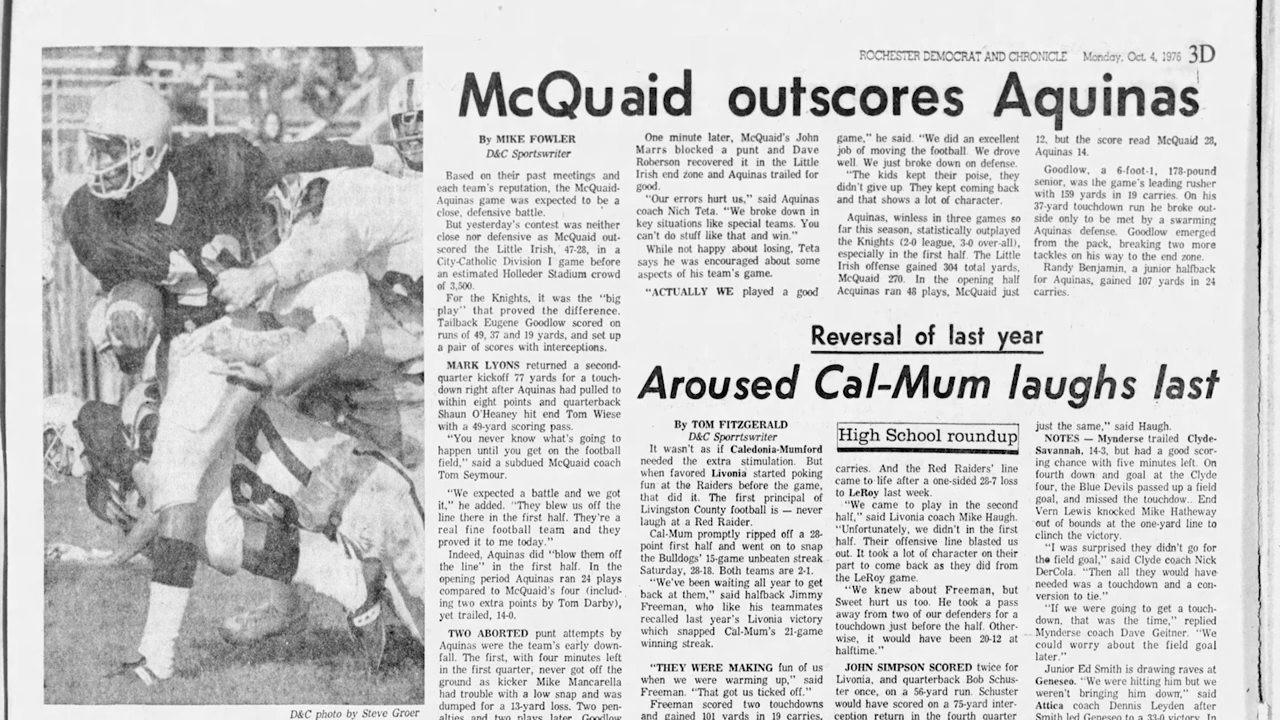 ROCHESTER DEMOCRAT AND CHRONICLE Monday, Oct. 4, 1976 3D
McQuaid outscores Aquinas
By MIKE FOWLER
D&C Sportswriter
Based on their past meetings and
each team's reputation, the McQuaid-
Aquinas game was expected to be a
close, defensive battle.
But yesterday's contest was neither
close nor defensive as McQuaid out-
scored the Little Irish, 47-28, in a
City-Catholic Division I game before
an estimated Holleder Stadium crowd
of 3,500.
For the Knights, it was the "big
play" that proved the difference.
Tailback Eugene Goodlow scored on
runs of 49, 37 and 19 yards, and set up
a pair of scores with interceptions.
MARK LYONS returned a second-
quarter kickoff 77 yards for a touch-
down right after Aquinas had pulled to
within eight points and quarterback
Shaun O'Heaney hit end Tom Wiese
with a 49-yard scoring pass.
"You never know what's going to
happen until you get on the football
field," said a subdued McQuaid coach
Tom Seymour.
"We expected a battle and we got
it," he added. "They blew us off the
line there in the first half. They're a
real fine football team and they
proved it to me today."
Indeed, Aquinas did "blow them off
the line" in the first half. In the
opening period Aquinas ran 24 plays
compared to McQuaid's four (includ-
ing two extra points by Tom Darby),
yet trailed, 14-0.
TWO ABORTED punt attempts by
Aquinas were the team's early down-
fall. The first, with four minutes left
in the first quarter, never got off the
ground as kicker Mike Mancarella
had trouble with a low snap and was
dumped for a 13-yard loss. Two pen-
alties and two plays later, Goodlow
One minute later, McQuaid's John
Marrs blocked a punt and Dave
Roberson recovered it in the Little
Irish end zone and Aquinas trailed for
good.
"Our errors hurt us," said Aquinas
coach Nich Teta. "We broke down in
key situations like special teams. You
can't do stuff like that and win."
While not happy about losing, Teta
says he was encouraged about some
aspects of his team's game.
"ACTUALLY WE played a good
game," he said. "We did an excellent
job of moving the football. We drove
well. We just broke down on defense.
"The kids kept their poise, they
didn't give up. They kept coming back
and that shows a lot of character.
Aquinas, winless in three games so
far this season, statistically outplayed
the Knights (2-0 league, 3-0 over-all),
especially in the first half. The Little
Irish offense gained 304 total yards,
McQuaid 270. In the opening half
Acquinas ran 48 plays, McQuaid just
12, but the score read McQuaid 28,
Aquinas 14.
Goodlow, a 6-foot-1, 178-pound
senior, was the game's leading rusher
with 159 yards in 19 carries. On his
37-yard touchdown run he broke out-
side only to be met by a swarming
Aquinas defense. Goodlow emerged
from the pack, breaking two more
tackles on his way to the end zone.
Randy Benjamin, a junior halfback
for Aquinas, gained 107 yards in 24
carries.
D&C photo by Steve Groer
Reversal of last year
Aroused Cal-Mum laughs last
By TOM FITZGERALD
D&C Sporrtswriter
It wasn't as if Caledonia-Mumford
needed the extra stimulation. But
when favored Livonia started poking
fun at the Raiders before the game,
that did it. The first principal of
Livingston County football is — never
laugh at a Red Raider.
Cal-Mum promptly ripped off a 28-
point first half and went on to snap
the Bulldogs' 15-game unbeaten streak
Saturday, 28-18. Both teams are 2-1.
"We've been waiting all year to get
back at them," said halfback Jimmy
Freeman, who like his teammates
recalled last year's Livonia victory
which snapped Cal-Mum's 21-game
winning streak.
"THEY WERE MAKING fun of us
when we were warming up," said
Freeman. "That got us ticked off."
Freeman scored two touchdowns
and gained 101 yards in 19 carries.
High School roundup
carries. And the Red Raiders' line
came to life after a one-sided 28-7 loss
to LeRoy last week.
"We came to play in the second
half," said Livonia coach Mike Haugh.
"Unfortunately, we didn't in the first
half. Their offensive line blasted us
out. It took a lot of character on their
part to come back as they did from
the LeRoy game.
"We knew about Freeman, but
Sweet hurt us too. He took a pass
away from two of our defenders for a
touchdown just before the half. Other-
wise, it would have been 20-12 at
halftime."
JOHN SIMPSON SCORED twice for
Livonia, and quarterback Bob Schus-
ter once, on a 56-yard run. Schuster
would have scored on a 75-yard inter-
ception return in the fourth quarter
just the same," said Haugh.
NOTES — Mynderse trailed Clyde-
Savannah, 14-3, but had a good scor-
ing chance with five minutes left. On
fourth down and goal at the Clyde
four, the Blue Devils passed up a field
goal, and missed the touchdow.. End
Vern Lewis knocked Mike Hatheway
out of bounds at the one-yard line to
clinch the victory.
"I was surprised they didn't go for
the field goal," said Clyde coach Nick
DerCola. "Then all they would have
needed was a touchdown and a con-
version to tie."
"If we were going to get a touch-
down, that was the time," replied
Mynderse coach Dave Geitner. "We
could worry about the field goal
later."
Junior Ed Smith is drawing raves at
Geneseo. "We were hitting him but we
weren't bringing him down," said
Attica coach Dennis Leyden after
Smith led Geneseo to a